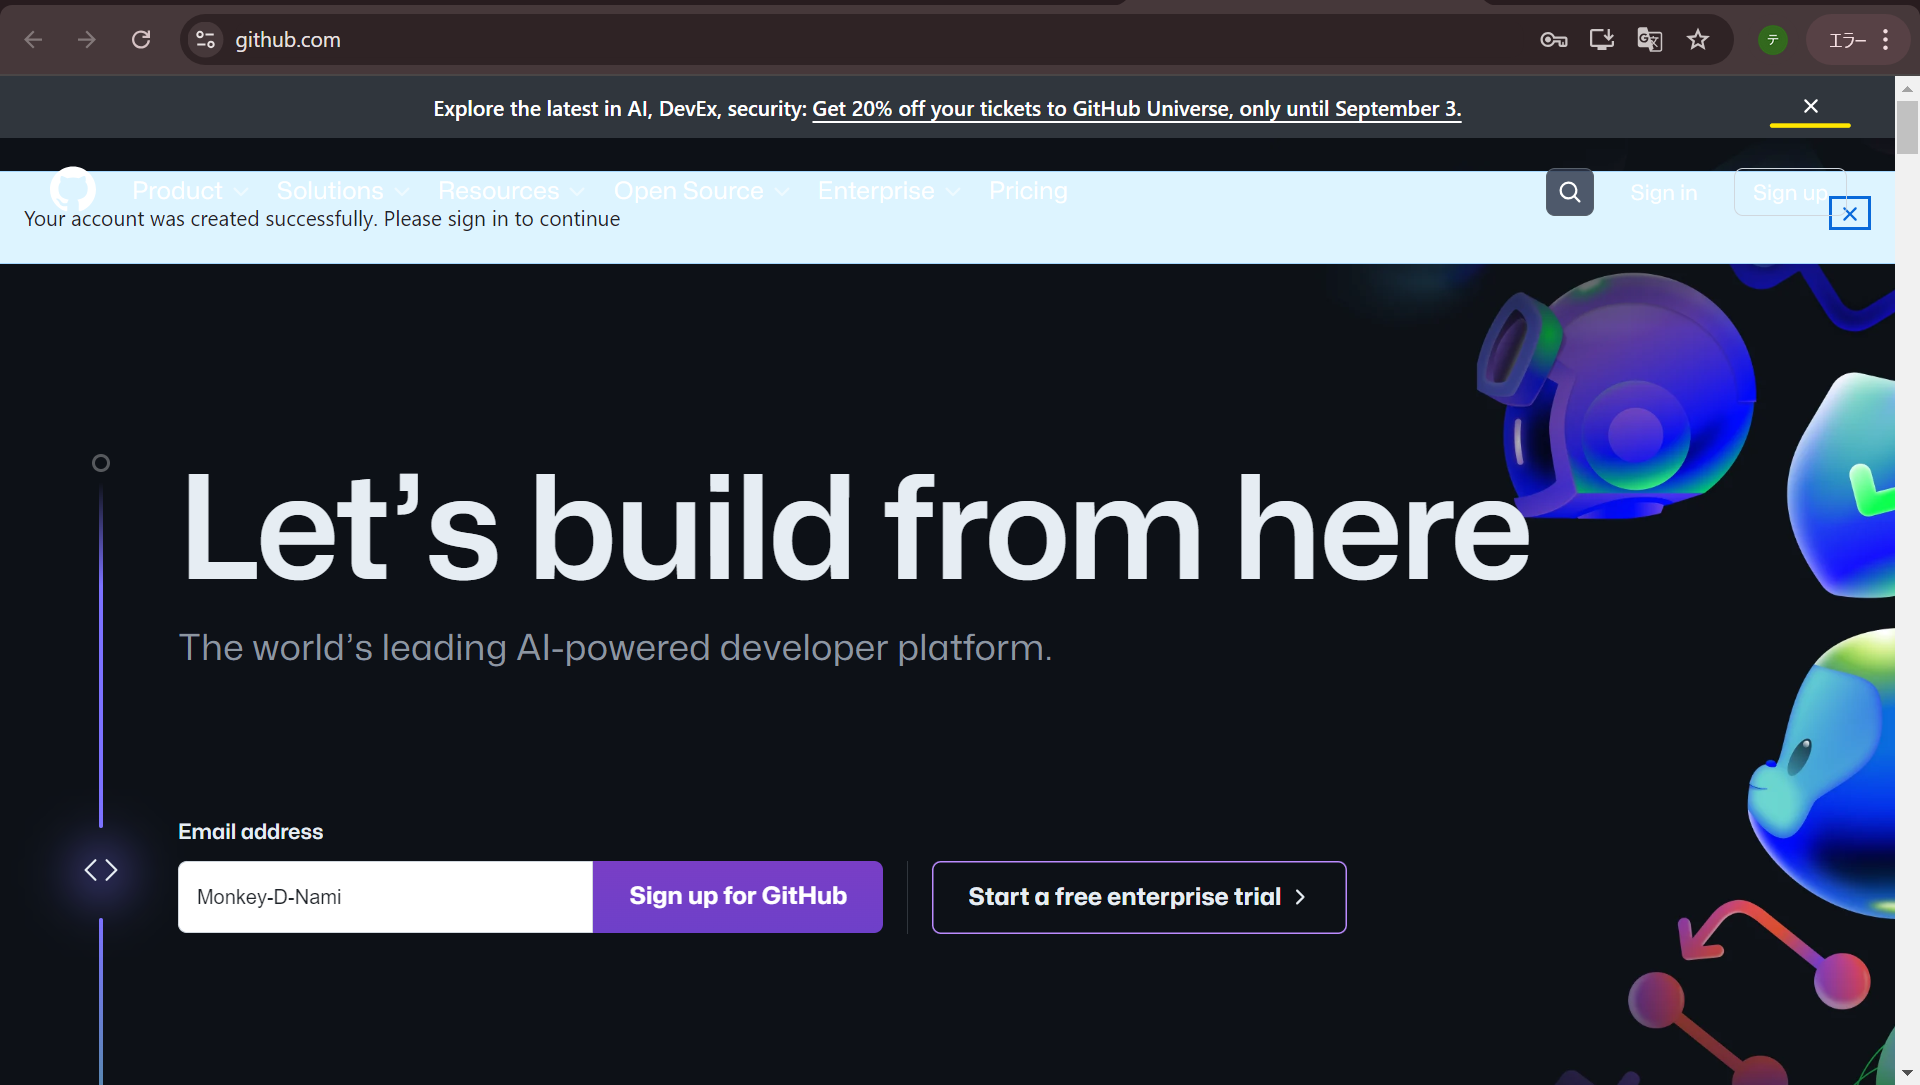 github.com
テ
エラー
Explore the latest in AI, DevEx, security: Get 20% off your tickets to GitHub Universe, only until September 3.
Product Solutions Resources Open Source Enterprise Pricing Sign in Sign up
Your account was created successfully. Please sign in to continue
Let’s build from here
The world’s leading AI-powered developer platform.
Email address
Monkey-D-Nami
Sign up for GitHub
Start a free enterprise trial